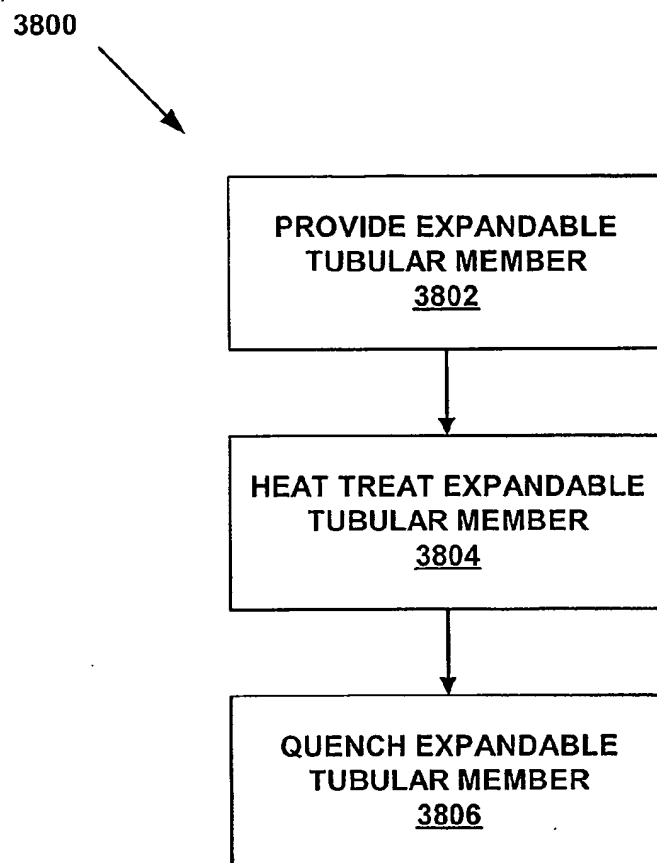 3800
PROVIDE EXPANDABLE
TUBULAR MEMBER
3802
HEAT TREAT EXPANDABLE
TUBULAR MEMBER
3804
QUENCH EXPANDABLE
TUBULAR MEMBER
3806